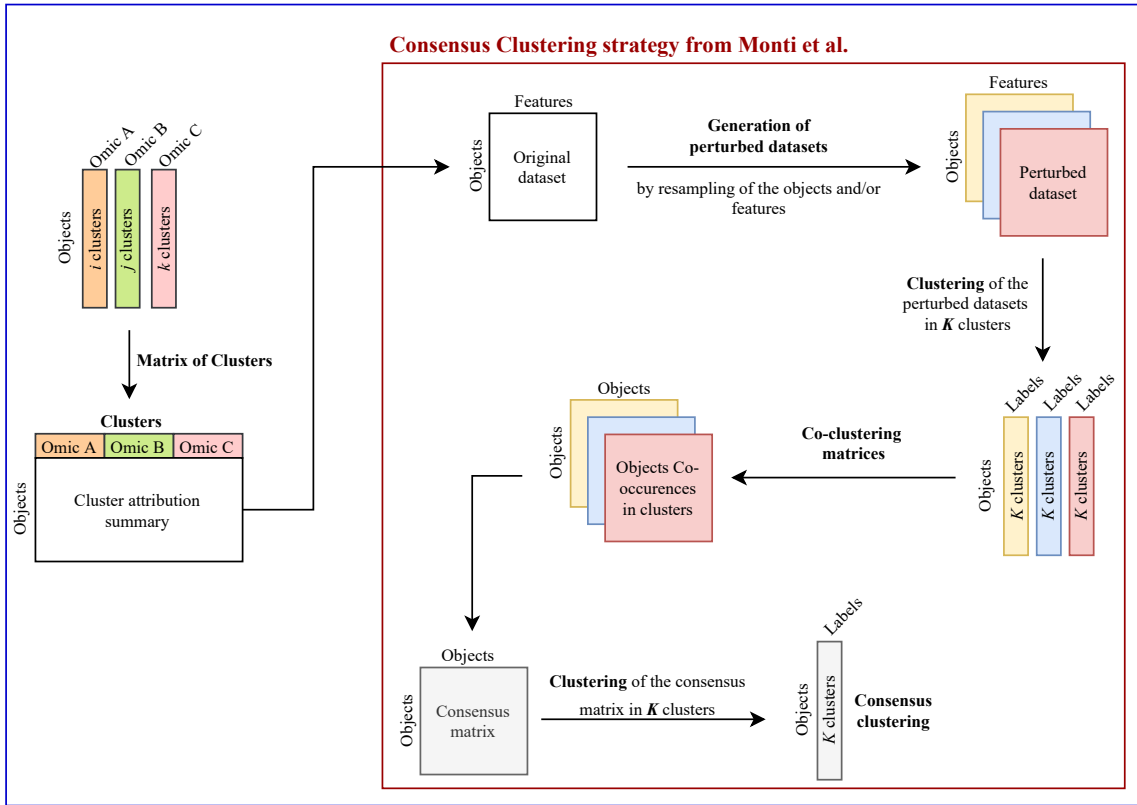 Consensus Clustering strategy from Monti et al.
Omic A
Omic B
Omic C
Objects
i clusters
j clusters
k clusters
Matrix of Clusters
Clusters
Omic A
Omic B
Omic C
Objects
Cluster attribution
summary
Features
Objects
Original
dataset
Generation of
perturbed datasets
by resampling of the objects and/or
features
Features
Objects
Perturbed
dataset
Clustering of the
perturbed datasets
in K clusters
Labels
Labels
Labels
Objects
K clusters
K clusters
K clusters
Co-clustering
matrices
Objects
Objects
Objects Co-
occurences
in clusters
Objects
Objects
Consensus
matrix
Clustering of the consensus
matrix in K clusters
Labels
Objects
K clusters
Consensus
clustering